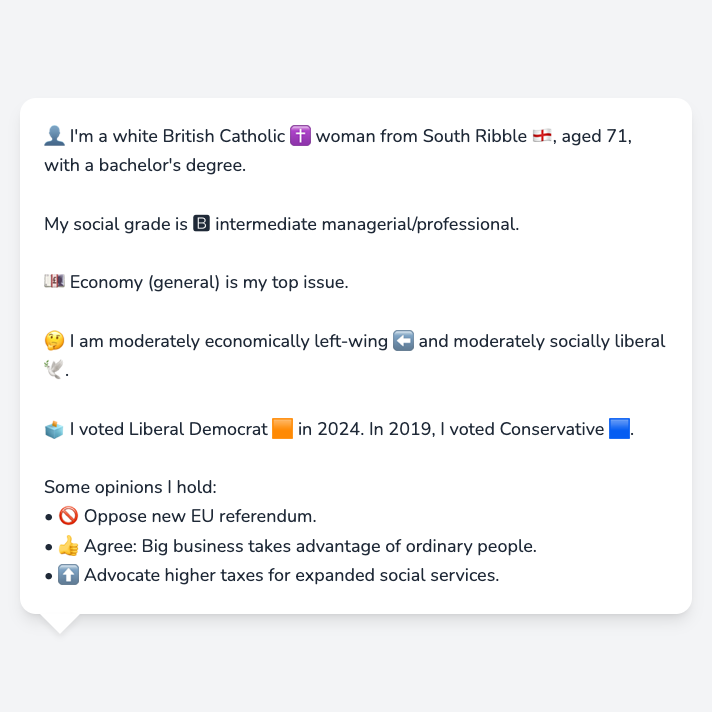 👤 I'm a white British Catholic ✝️ woman from South Ribble 🏴󠁧󠁢󠁥󠁮󠁧󠁿, aged 71,
with a bachelor's degree.
My social grade is 🅱 intermediate managerial/professional.
💷 Economy (general) is my top issue.
🤔 I am moderately economically left-wing ⬅️ and moderately socially liberal
🕊️.
🗳️ I voted Liberal Democrat 🟧 in 2024. In 2019, I voted Conservative 🟦.
Some opinions I hold:
• 🚫 Oppose new EU referendum.
• 👍 Agree: Big business takes advantage of ordinary people.
• ⬆️ Advocate higher taxes for expanded social services.